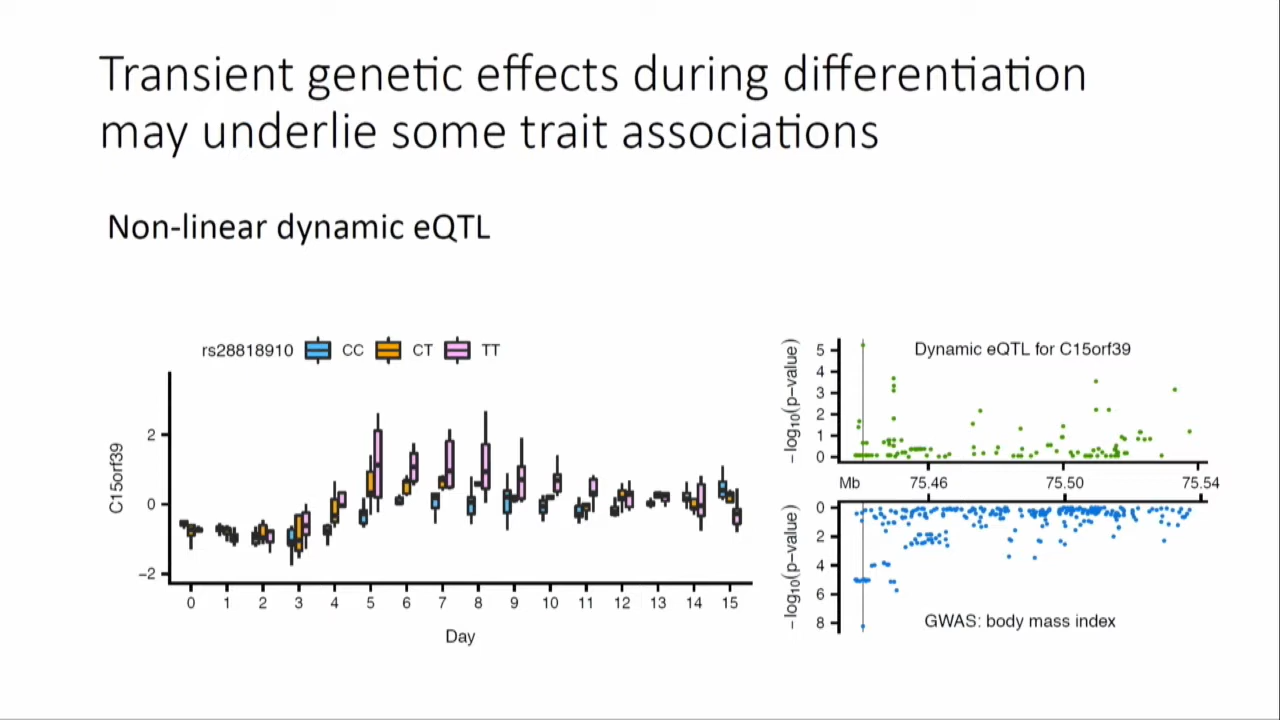 Transient genetic effects during differentiation
may underlie some trait associations
Non-linear dynamic eQTL
rs28818910 CC CT TT
C15orf39
2
0
−2
0 1 2 3 4 5 6 7 8 9 10 11 12 13 14 15
Day
Dynamic eQTL for C15orf39
−log10(p−value)
5
4
3
2
1
0
Mb 75.46 75.50 75.54
−log10(p−value)
0
2
4
6
8
GWAS: body mass index